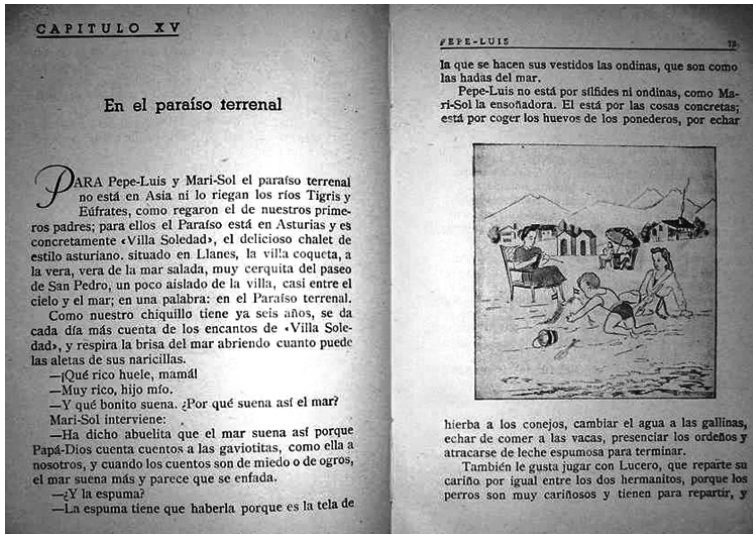 CAPITULO XV
En el paraíso terrenal
PARA Pepe-Luis y Mari-Sol el paraíso terrenal
no está en Asia ni lo riegan los ríos Tigris y
Eúfrates, como regaron el de nuestros prime-
ros padres; para ellos el Paraíso está en Asturias y es
concretamente «Villa Soledad», el delicioso chalet de
estilo asturiano. situado en Llanes, la villa coqueta, a
la vera, vera de la mar salada, muy cerquita del paseo
de San Pedro, un poco aislado de la villa, casi entre el
cielo y el mar; en una palabra: en el Paraíso terrenal.
Como nuestro chiquillo tiene ya seis años, se da
cada día más cuenta de los encantos de «Villa Sole-
dad», y respira la brisa del mar abriendo cuanto puede
las aletas de sus naricillas.
—¡Qué rico huele, mamá!
—Muy rico, hijo mío.
—Y qué bonito suena. ¿Por qué suena así el mar?
Mari-Sol interviene:
—Ha dicho abuelita que el mar suena así porque
Papá-Dios cuenta cuentos a las gaviotitas, como ella a
nosotros, y cuando los cuentos son de miedo o de ogros,
el mar suena más y parece que se enfada.
—¿Y la espuma?
—La espuma tiene que haberla porque es la tela de
PEPE-LUIS
la que se hacen sus vestidos las ondinas, que son como
las hadas del mar.
Pepe-Luis no está por sílfides ni ondinas, como Ma-
ri-Sol la ensoñadora. El está por las cosas concretas;
está por coger los huevos de los ponederos, por echar
hierba a los conejos, cambiar el agua a las gallinas,
echar de comer a las vacas, presenciar los ordeños y
atracarse de leche espumosa para terminar.
También le gusta jugar con Lucero, que reparte su
cariño por igual entre los dos hermanitos, porque los
perros son muy cariñosos y tienen para repartir, y